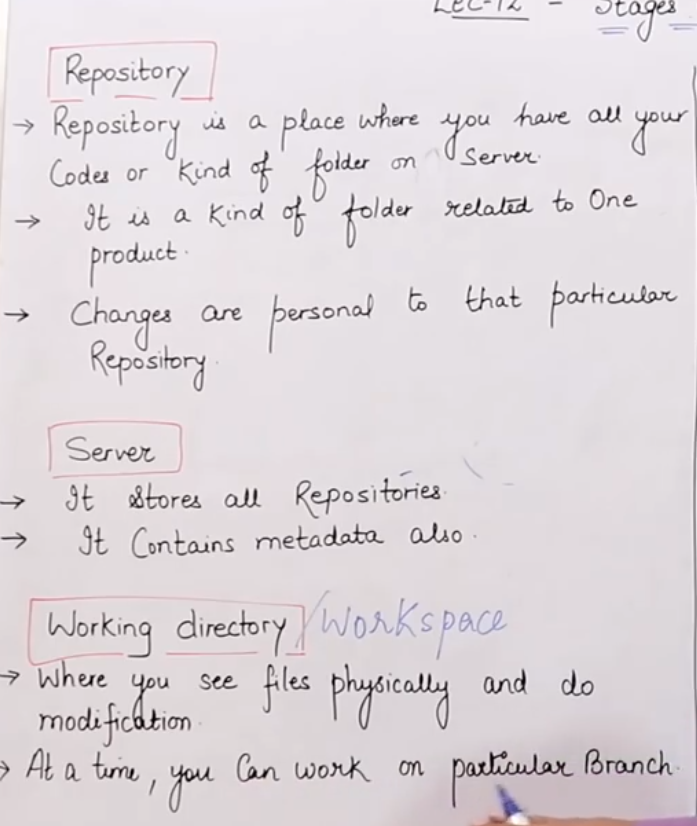 Lec-12 - Stages
Repository
→ Repository is a place where you have all your
Codes or Kind of folder on Server.
→ It is a Kind of folder related to One
product.
→ Changes are personal to that particular
Repository.
Server
→ It Stores all Repositories.
→ It Contains metadata also.
Working directory/Workspace
→ Where you see files physically and do
modification.
→ At a time, you Can work on particular Branch.